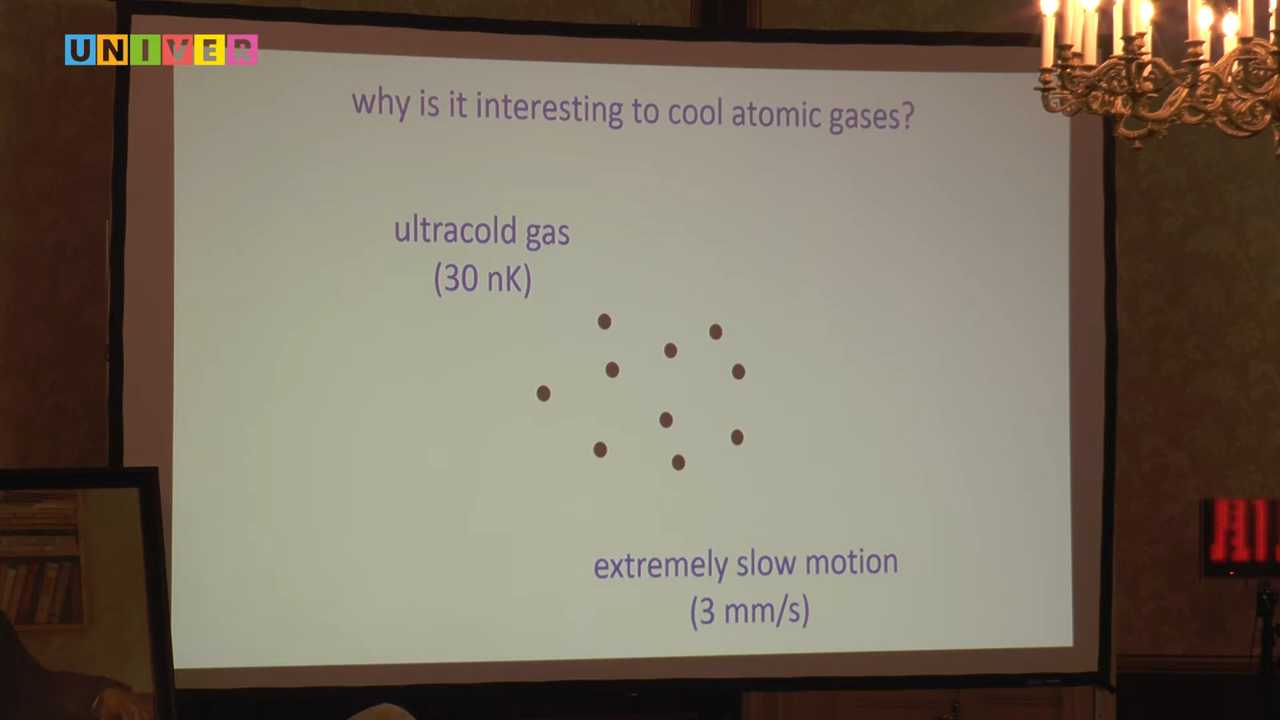 UNIVER
why is it interesting to cool atomic gases?
ultracold gas
(30 nK)
extremely slow motion
(3 mm/s)